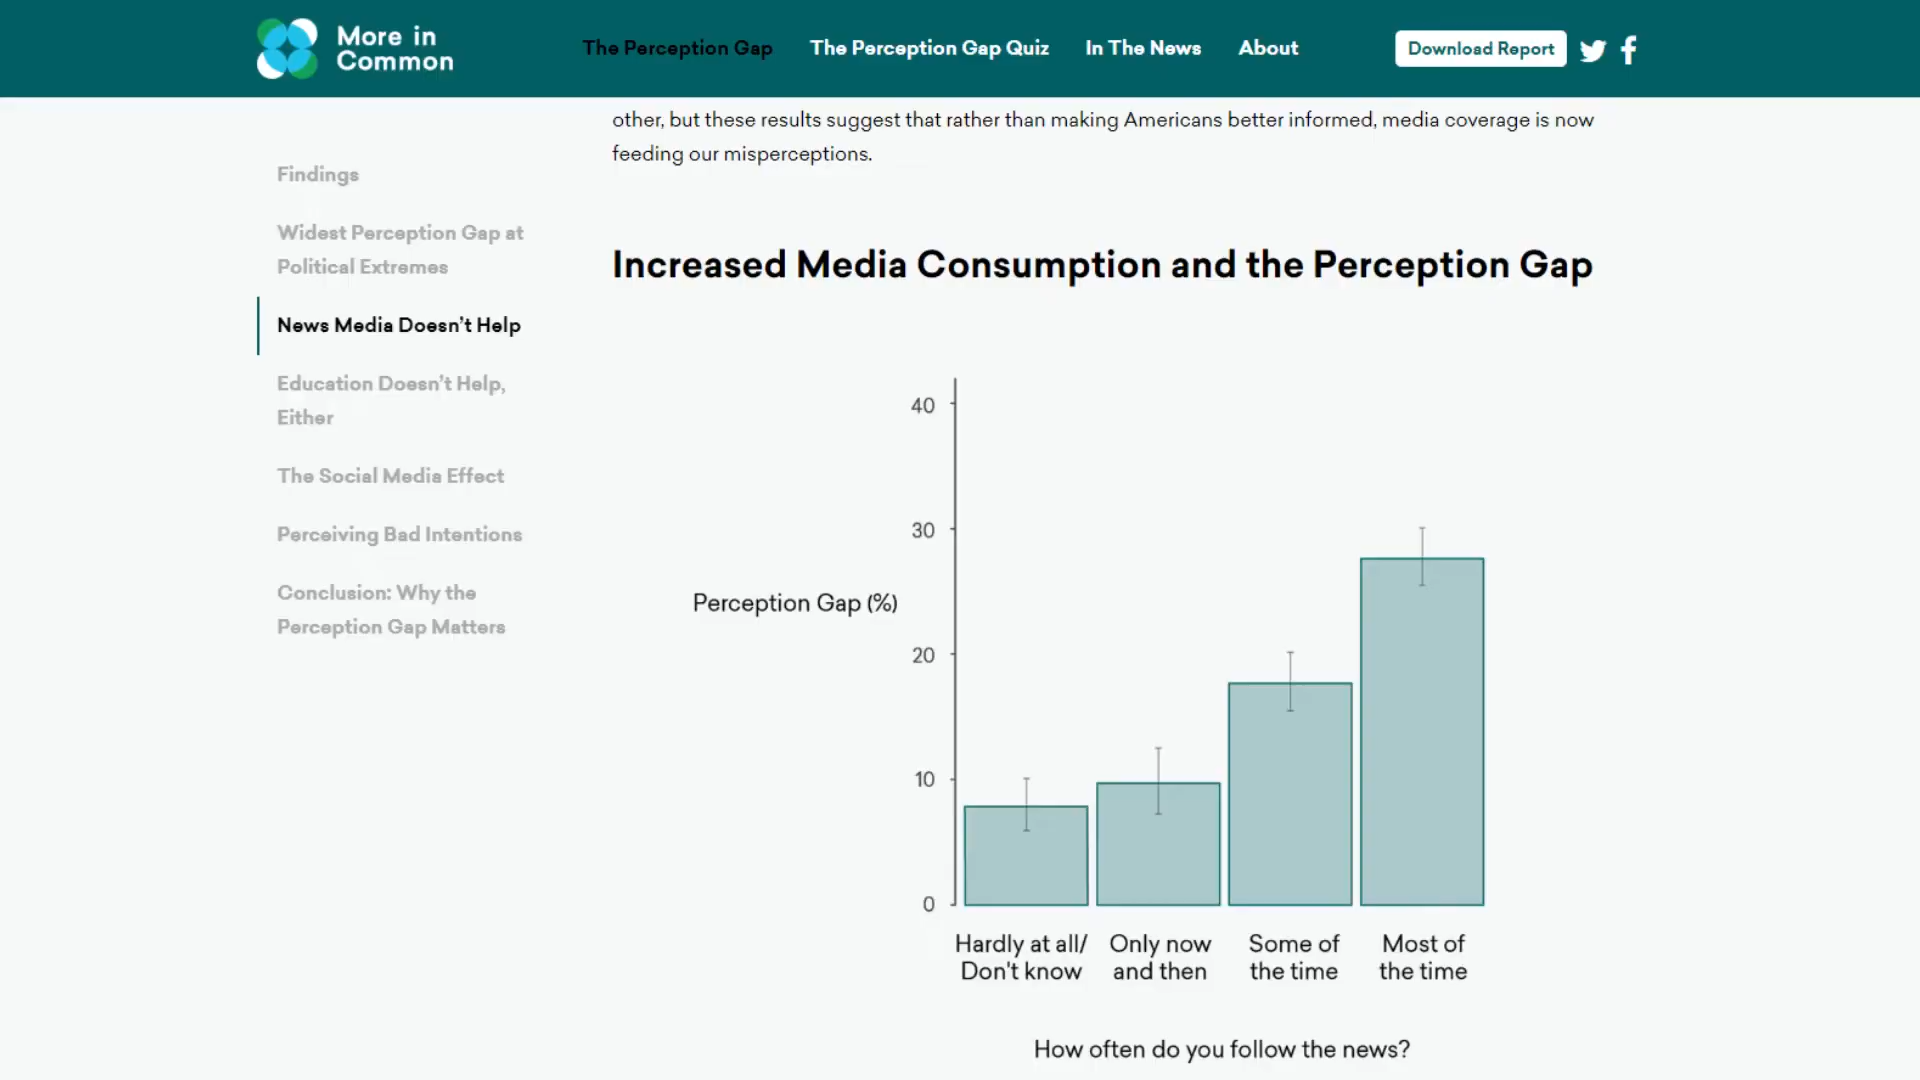 More in
Common
The Perception Gap
The Perception Gap Quiz
In The News
About
Download Report
Findings
Widest Perception Gap at
Political Extremes
News Media Doesn't Help
Education Doesn't Help,
Either
The Social Media Effect
Perceiving Bad Intentions
Conclusion: Why the
Perception Gap Matters
other, but these results suggest that rather than making Americans better informed, media coverage is now
feeding our misperceptions.
Increased Media Consumption and the Perception Gap
Perception Gap (%)
40
30
20
10
0
Hardly at all/
Don't know
Only now
and then
Some of
the time
Most of
the time
How often do you follow the news?